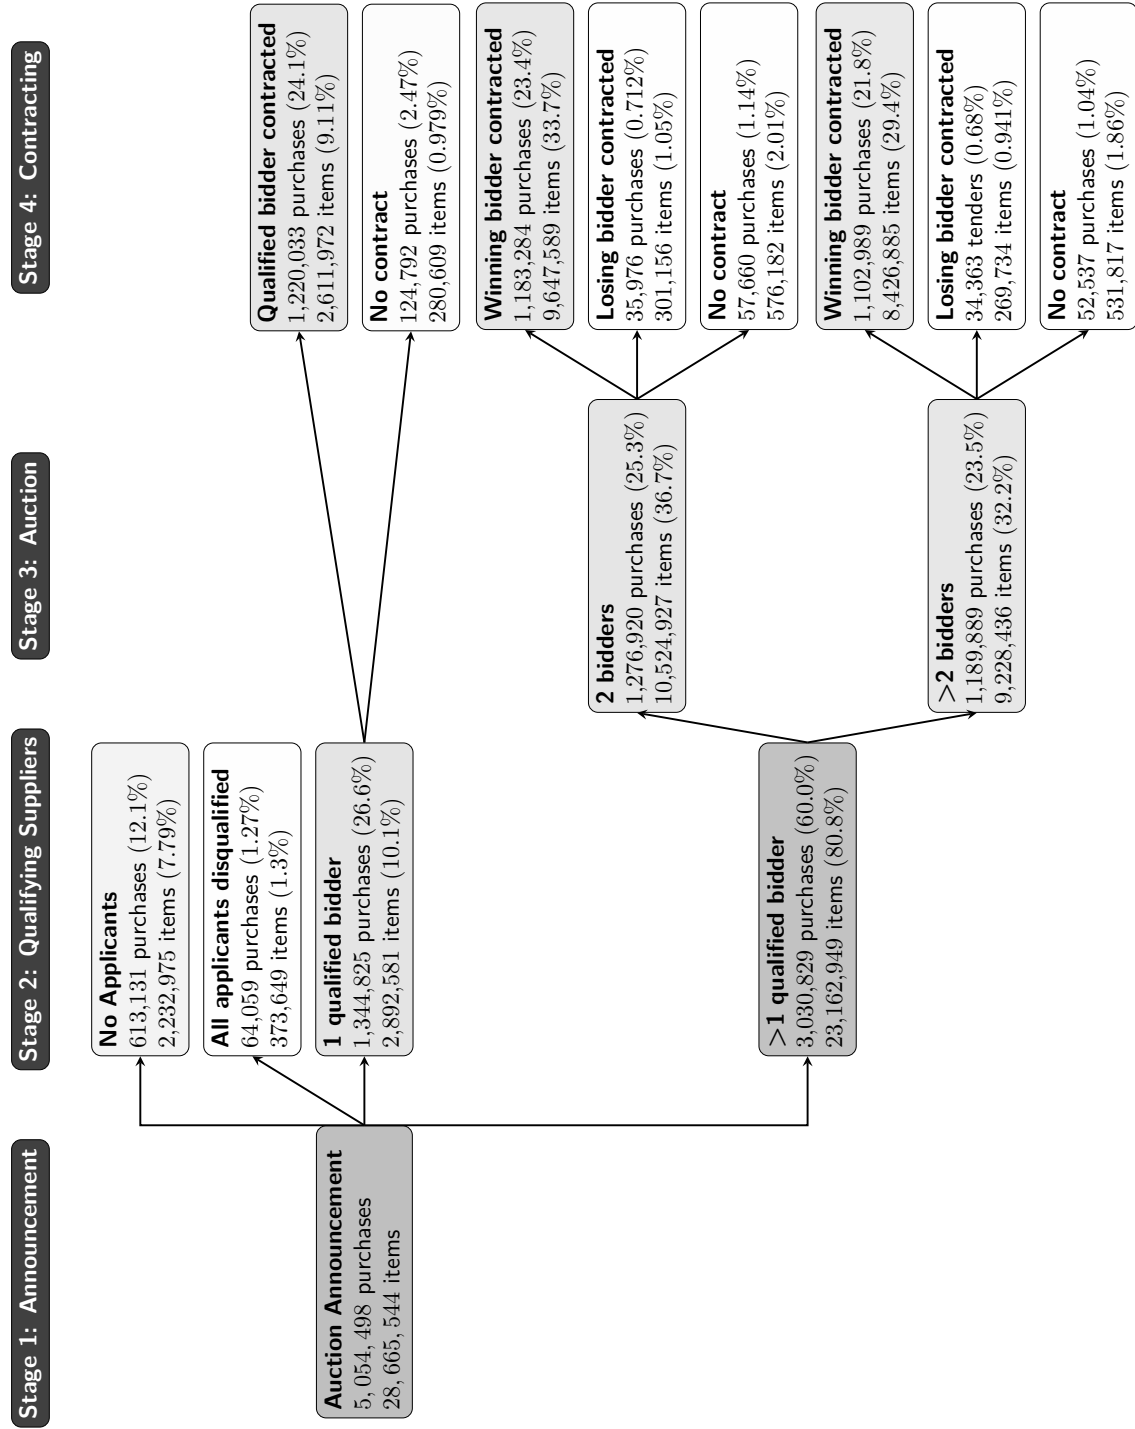 Stage 1: Announcement
Stage 2: Qualifying Suppliers
Stage 3: Auction
Stage 4: Contracting
Auction Announcement
5, 054, 498 purchases
28, 665, 544 items
No Applicants
613,131 purchases (12.1%)
2,232,975 items (7.79%)
All applicants disqualified
64,059 purchases (1.27%)
373,649 items (1.3%)
1 qualified bidder
1,344,825 purchases (26.6%)
2,892,581 items (10.1%)
>1 qualified bidder
3,030,829 purchases (60.0%)
23,162,949 items (80.8%)
2 bidders
1,276,920 purchases (25.3%)
10,524,927 items (36.7%)
>2 bidders
1,189,889 purchases (23.5%)
9,228,436 items (32.2%)
Qualified bidder contracted
1,220,033 purchases (24.1%)
2,611,972 items (9.11%)
No contract
124,792 purchases (2.47%)
280,609 items (0.979%)
Winning bidder contracted
1,183,284 purchases (23.4%)
9,647,589 items (33.7%)
Losing bidder contracted
35,976 purchases (0.712%)
301,156 items (1.05%)
No contract
57,660 purchases (1.14%)
576,182 items (2.01%)
Winning bidder contracted
1,102,989 purchases (21.8%)
8,426,885 items (29.4%)
Losing bidder contracted
34,363 tenders (0.68%)
269,734 items (0.941%)
No contract
52,537 purchases (1.04%)
531,817 items (1.86%)